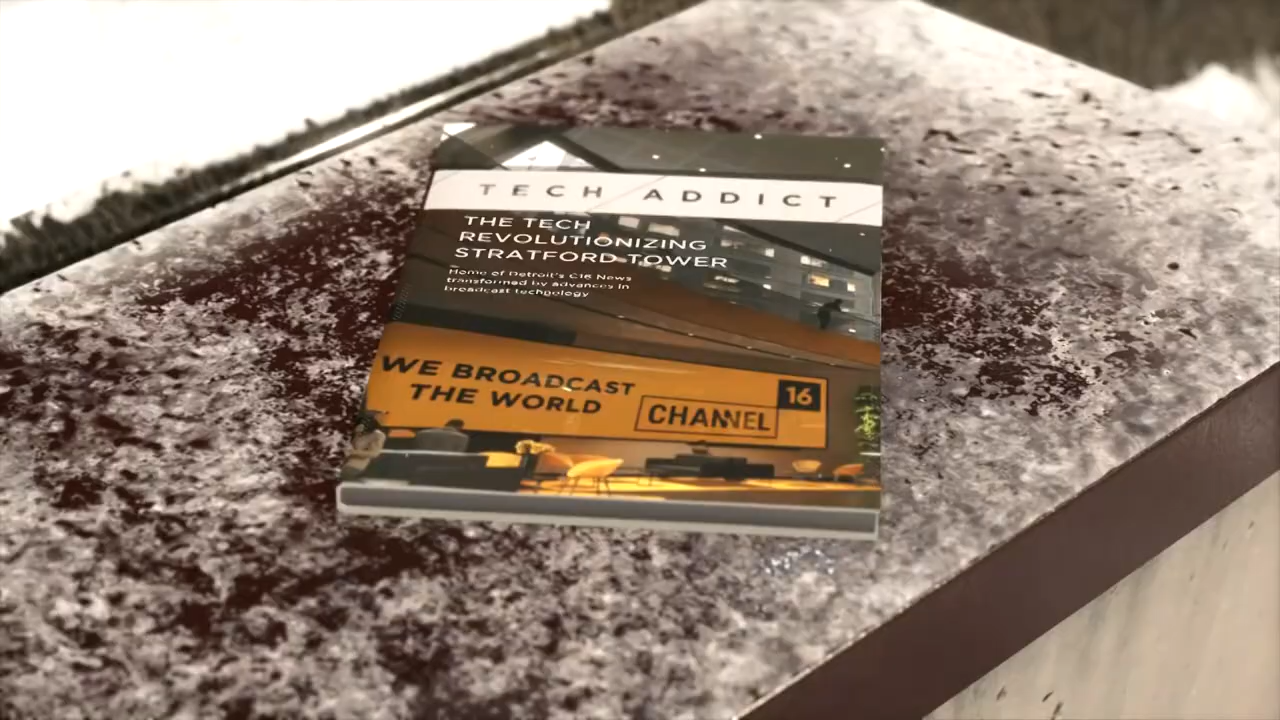 TECH ADDICT
THE TECH
REVOLUTIONIZING
STRATFORD TOWER
Home of Detroit's C16 News
transformed by advances in
broadcast technology
WE BROADCAST
THE WORLD
CHANNEL
16